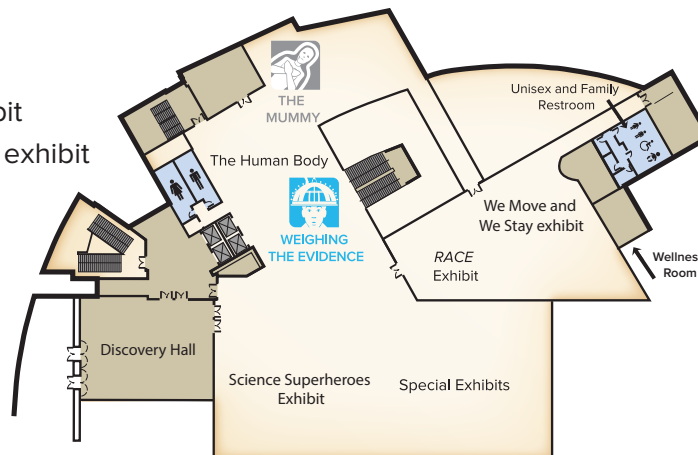 bit
exhibit
THE
MUMMY
Unisex and Family
Restroom
The Human Body
WEIGHING
THE EVIDENCE
We Move and
We Stay exhibit
RACE
Exhibit
Wellnes
Room
Discovery Hall
Science Superheroes
Exhibit
Special Exhibits